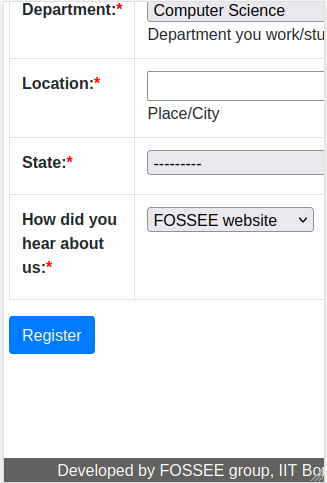 Department:* Computer Science
Department you work/stu
Location:*
Place/City
State:* ---------
How did you hear about us:* FOSSEE website
Register
Developed by FOSSEE group, IIT Bo